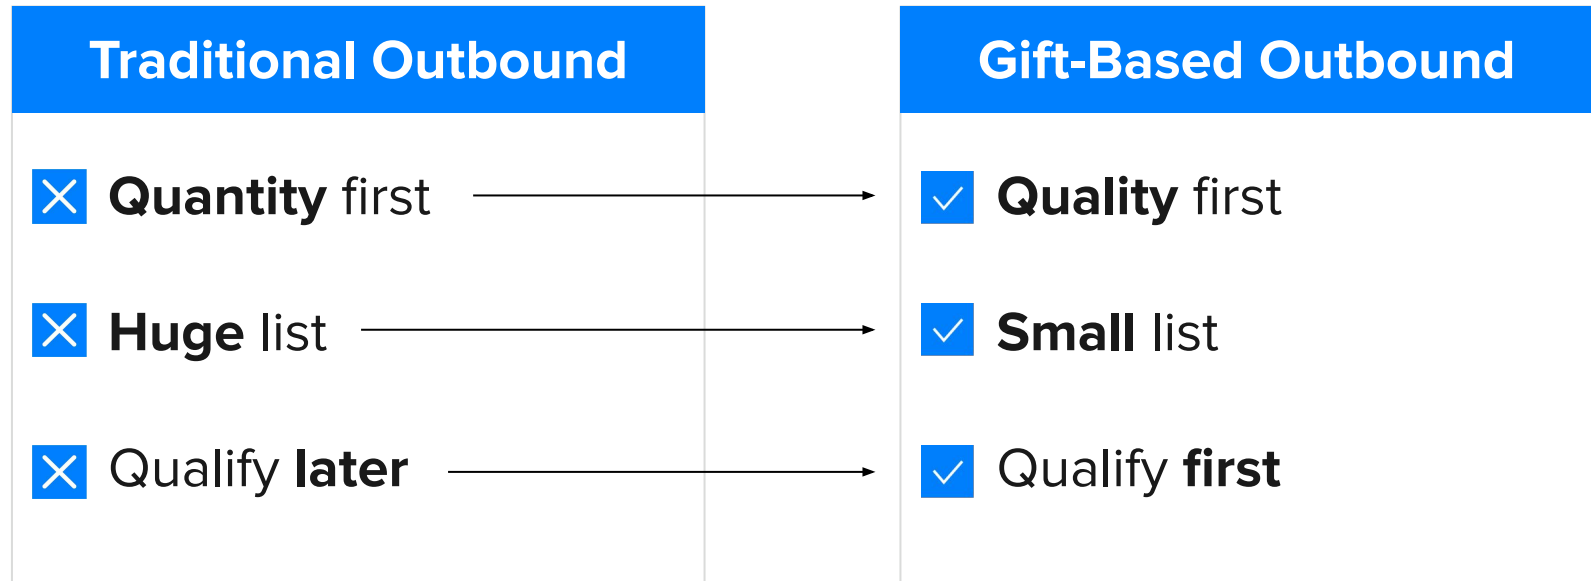 Traditional Outbound
Quantity first
Huge list
Qualify later
Gift-Based Outbound
Quality first
Small list
Qualify first